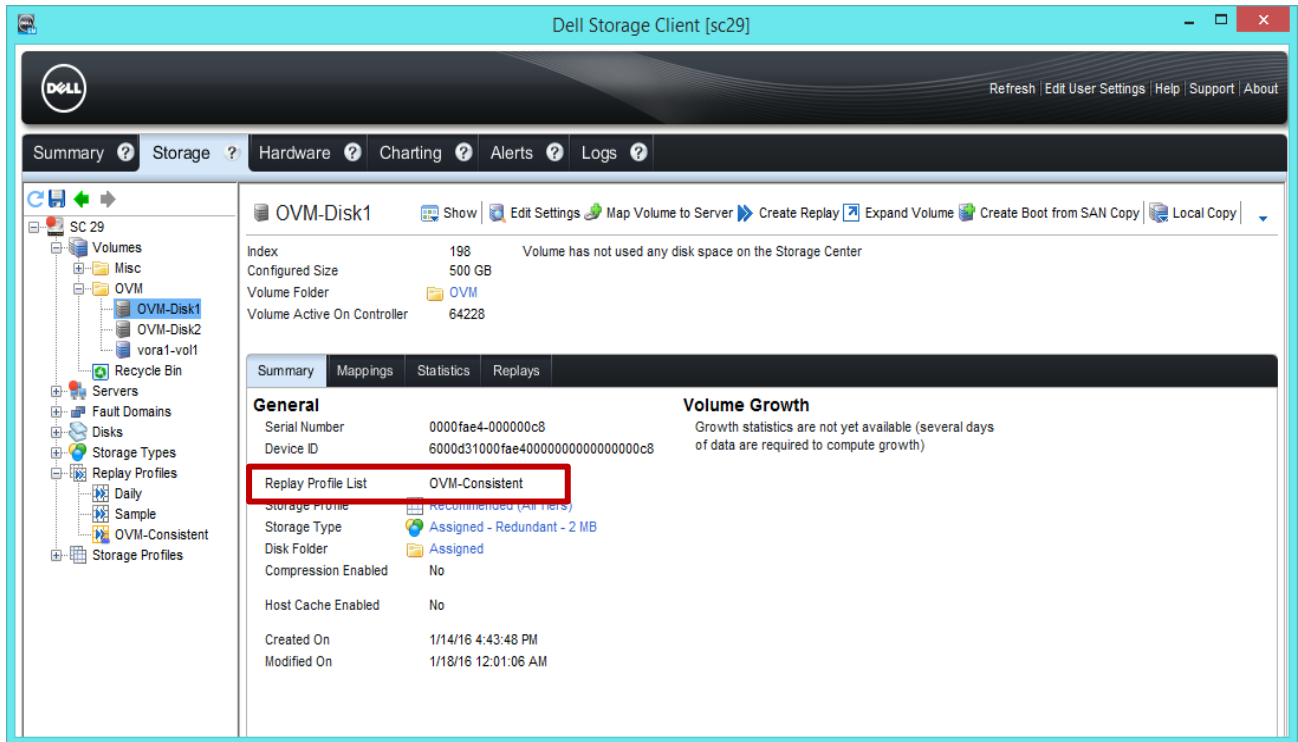 Dell Storage Client [sc29]
DELL
Refresh | Edit User Settings | Help | Support | About
Summary ? Storage ? Hardware ? Charting ? Alerts ? Logs ?
SC 29
Volumes
Misc
OVM
OVM-Disk1
OVM-Disk2
vora1-vol1
Recycle Bin
Servers
Fault Domains
Disks
Storage Types
Replay Profiles
Daily
Sample
OVM-Consistent
Storage Profiles
OVM-Disk1 Show Edit Settings Map Volume to Server Create Replay Expand Volume Create Boot from SAN Copy Local Copy
Index 198 Volume has not used any disk space on the Storage Center
Configured Size 500 GB
Volume Folder OVM
Volume Active On Controller 64228
Summary Mappings Statistics Replays
General
Serial Number 0000fae4-000000c8
Device ID 6000d31000fae40000000000000000c8
Replay Profile List OVM-Consistent
Storage Profile Recommended (All Tiers)
Storage Type Assigned - Redundant - 2 MB
Disk Folder Assigned
Compression Enabled No
Host Cache Enabled No
Created On 1/14/16 4:43:48 PM
Modified On 1/18/16 12:01:06 AM
Volume Growth
Growth statistics are not yet available (several days
of data are required to compute growth)